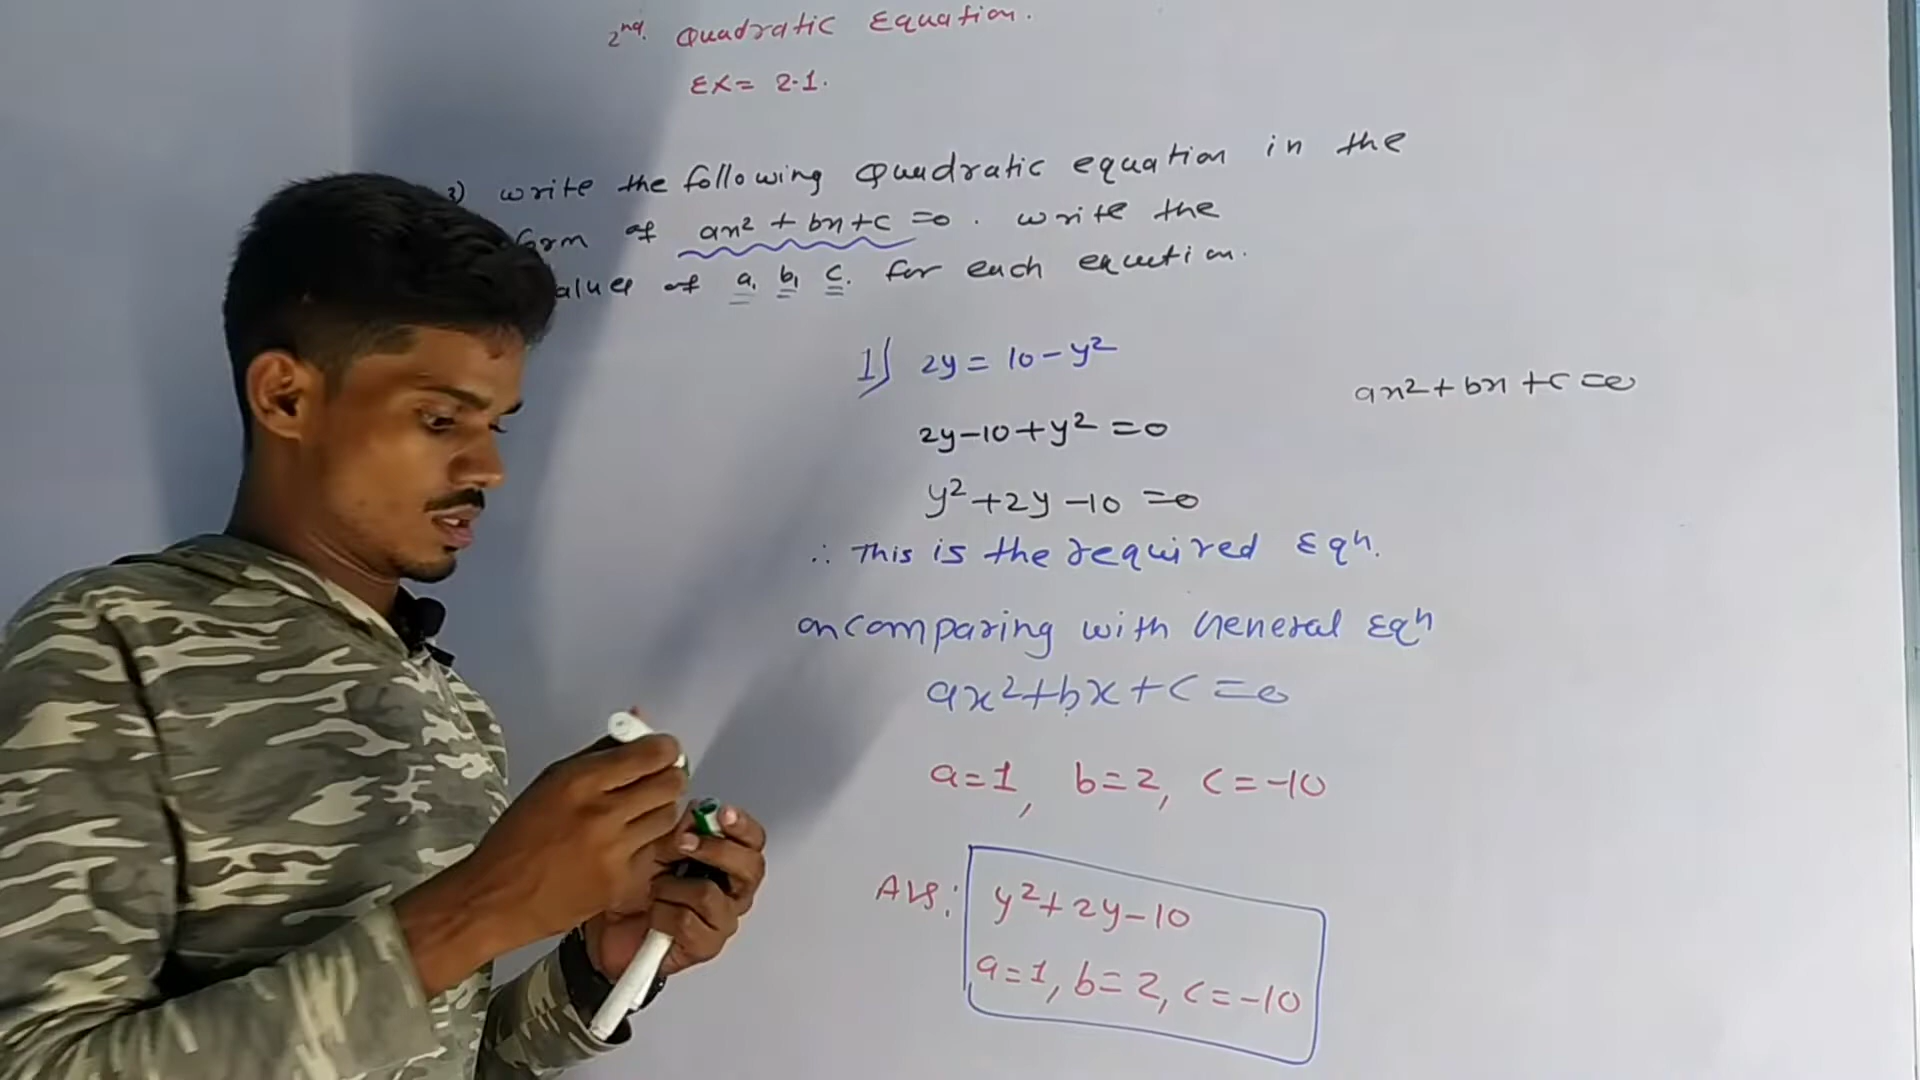 2nd. Quadratic Equation.
EX= 2.1.
3) write the following Quadratic equation in the
form of ax² + bx + c = 0. write the
values of a, b, c. for each equation.
1) 2y = 10 - y²
ax² + bx + c = 0
2y - 10 + y² = 0
y² + 2y - 10 = 0
∴ This is the required Eqn.
on comparing with General Eqn
ax² + bx + c = 0
a = 1, b = 2, c = -10
Ans:
y² + 2y - 10
a = 1, b = 2, c = -10